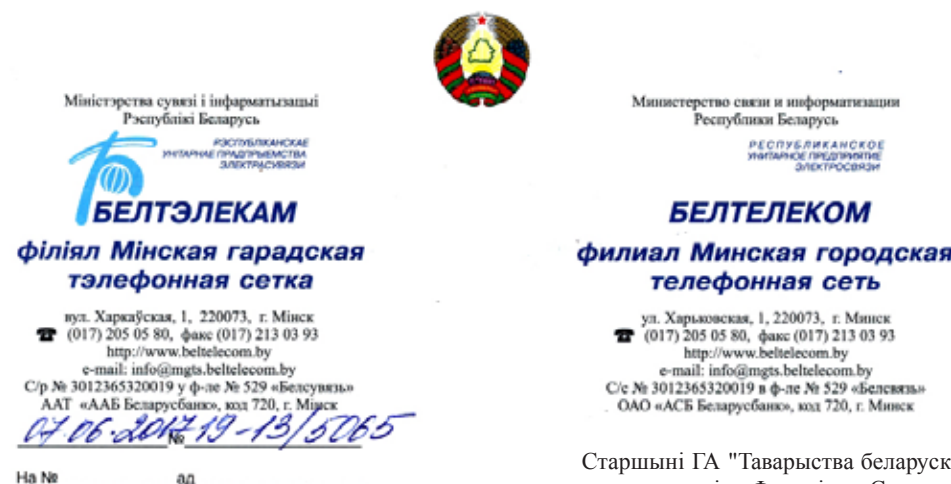 Міністэрства сувязі і інфарматызацыі
Рэспублікі Беларусь
РЭСПУБЛІКАНСКАЕ
УНІТАРНАЕ ПРАДПРЫЕМСТВА
ЭЛЕКТРАСУВЯЗІ
БЕЛТЭЛЕКАМ
філіял Мінская гарадская
тэлефонная сетка
вул. Харкаўская, 1, 220073, г. Мінск
☎ (017) 205 05 80, факс (017) 213 03 93
http://www.beltelecom.by
e-mail: info@mgts.beltelecom.by
С/р № 3012365320019 у ф-ле № 529 «Белсувязь»
ААТ «ААБ Беларусбанк», код 720, г. Мінск
07.06.2017 № 19-13/5065
На № ад
Министерство связи и информатизации
Республики Беларусь
РЕСПУБЛИКАНСКОЕ
УНИТАРНОЕ ПРЕДПРИЯТИЕ
ЭЛЕКТРОСВЯЗИ
БЕЛТЕЛЕКОМ
филиал Минская городская
телефонная сеть
ул. Харьковская, 1, 220073, г. Минск
☎ (017) 205 05 80, факс (017) 213 03 93
http://www.beltelecom.by
e-mail: info@mgts.beltelecom.by
С/с № 3012365320019 в ф-ле № 529 «Белсвязь»
ОАО «АСБ Беларусбанк», код 720, г. Минск
Старшыні ГА "Таварыства беларуск